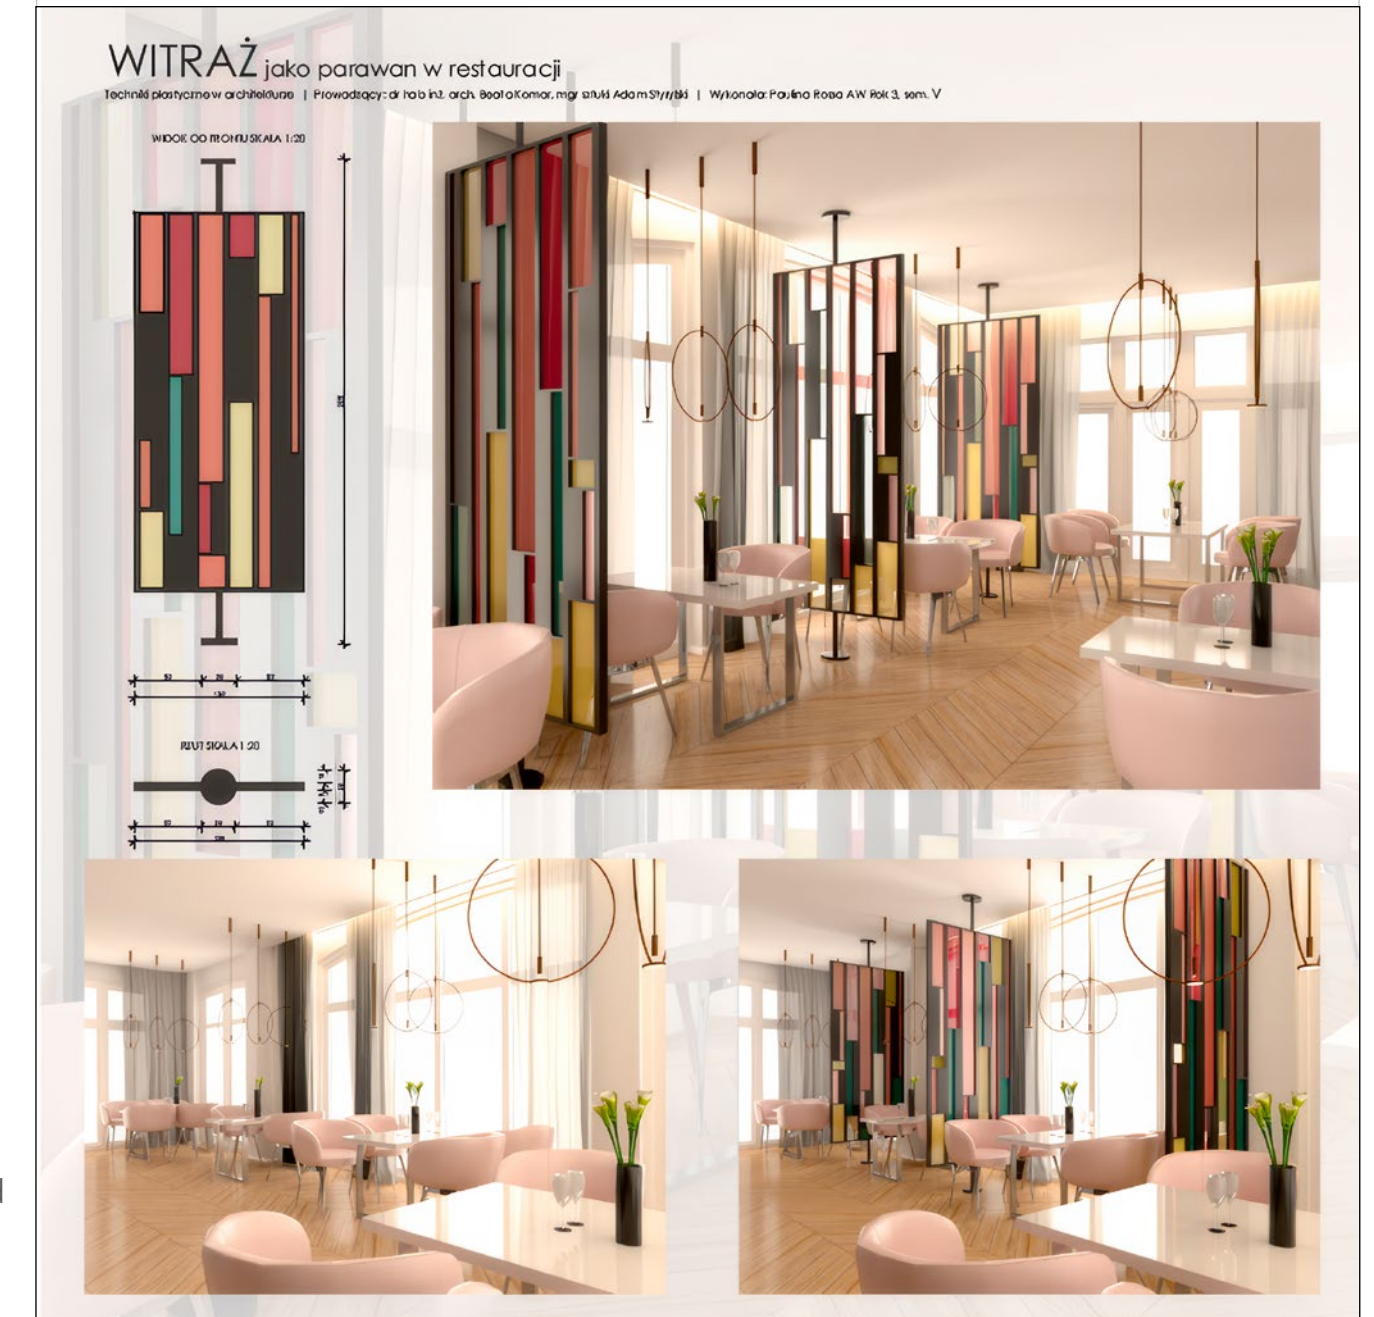 WITRAŻ jako parawan w restauracji
Techniki plastyczne w architekturze | Prowadzący: dr hab inż. arch. Beata Komar, mgr sztuki Adam Styrylski | Wykonała: Paulina Rosa AW Rok 3, sem. V
WIDOK OD FRONTU SKALA 1:20
RZUT SKALA 1:20